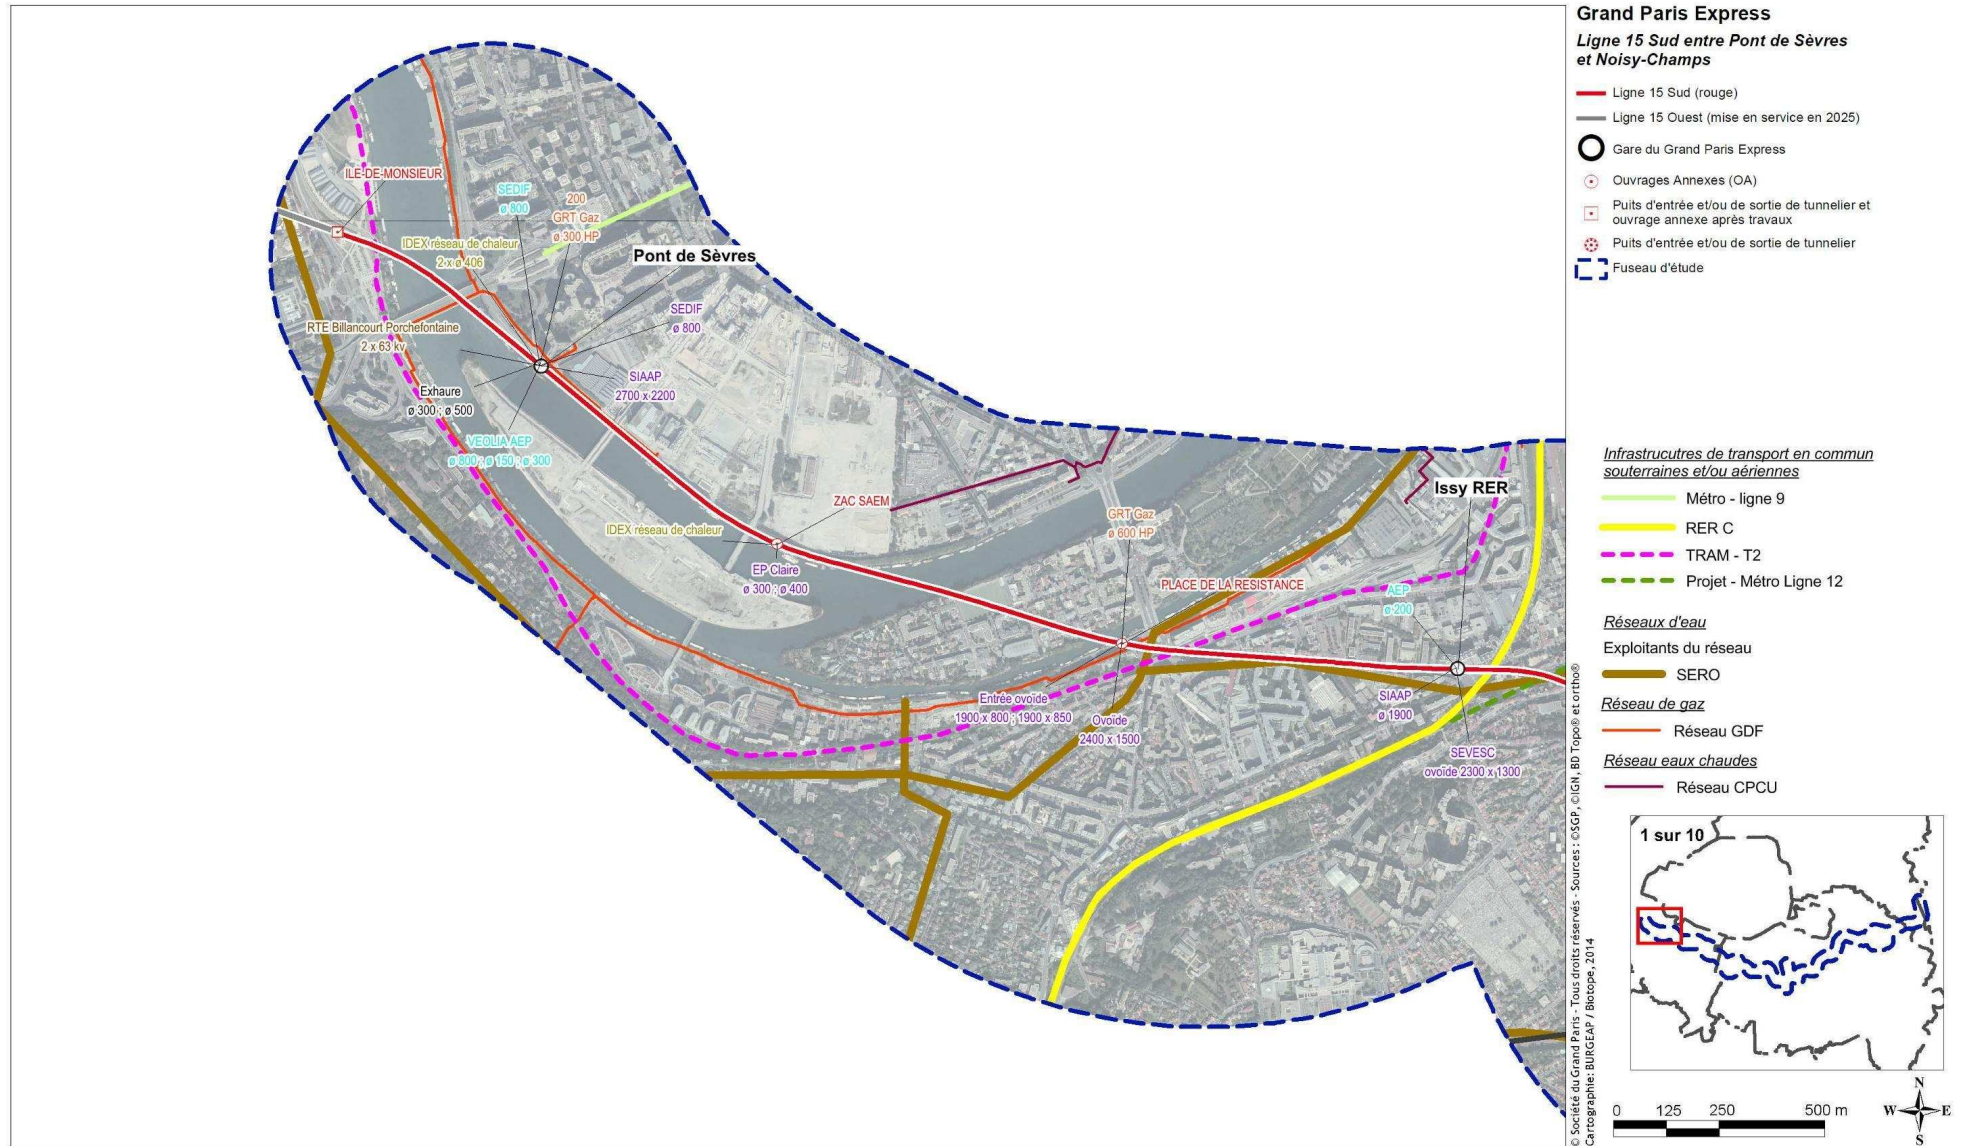 Grand Paris Express
Ligne 15 Sud entre Pont de Sèvres
et Noisy-Champs
Ligne 15 Sud (rouge)
Ligne 15 Ouest (mise en service en 2025)
Gare du Grand Paris Express
Ouvrages Annexes (OA)
Puits d'entrée et/ou de sortie de tunnelier et
ouvrage annexe après travaux
Puits d'entrée et/ou de sortie de tunnelier
Fuseau d'étude
ILE-DE-MONSIEUR
SEDIF
ø 800
200
GRT Gaz
ø 300 HP
IDEX réseau de chaleur
2 x ø 406
Pont de Sèvres
SEDIF
ø 800
RTE Billancourt Porchefontaine
2 x 63 kv
SIAAP
2700 x 2200
Exhaure
ø 300 ; ø 500
VEOLIA AEP
ø 800 ; ø 150 ; ø 300
ZAC SAEM
IDEX réseau de chaleur
EP Claire
ø 300 ; ø 400
GRT Gaz
ø 600 HP
Issy RER
PLACE DE LA RESISTANCE
AEP
ø 200
Entrée ovoïde
1900 x 800 ; 1900 x 850
Ovoïde
2400 x 1500
SIAAP
ø 1900
SEVESC
ovoïde 2300 x 1300
Infrastrucutres de transport en commun
souterraines et/ou aériennes
Métro - ligne 9
RER C
TRAM - T2
Projet - Métro Ligne 12
Réseaux d'eau
Exploitants du réseau
SERO
Réseau de gaz
Réseau GDF
Réseau eaux chaudes
Réseau CPCU
1 sur 10
N
W E
S
0 125 250 500 m
© Société du Grand Paris - Tous droits réservés - Sources : ©SGP, ©IGN, BD Topo® et ortho®
Cartographie: BURGEAP / Biotope, 2014